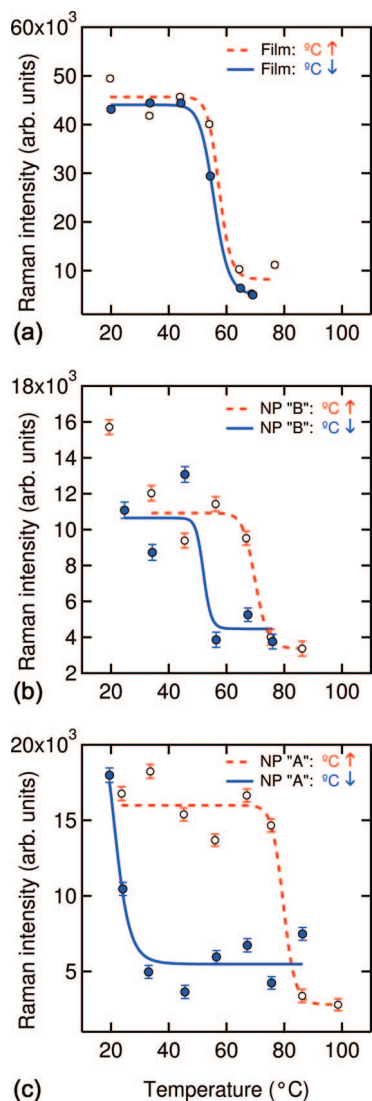 60x10³
50
40
30
20
10
Raman intensity (arb. units)
Film: ºC ↑
Film: ºC ↓
(a)
20 40 60 80 100
18x10³
16
14
12
10
8
6
4
2
Raman intensity (arb. units)
NP "B": ºC ↑
NP "B": ºC ↓
(b)
20 40 60 80 100
20x10³
15
10
5
Raman intensity (arb. units)
NP "A": ºC ↑
NP "A": ºC ↓
20 40 60 80 100
(c)
Temperature (°C)